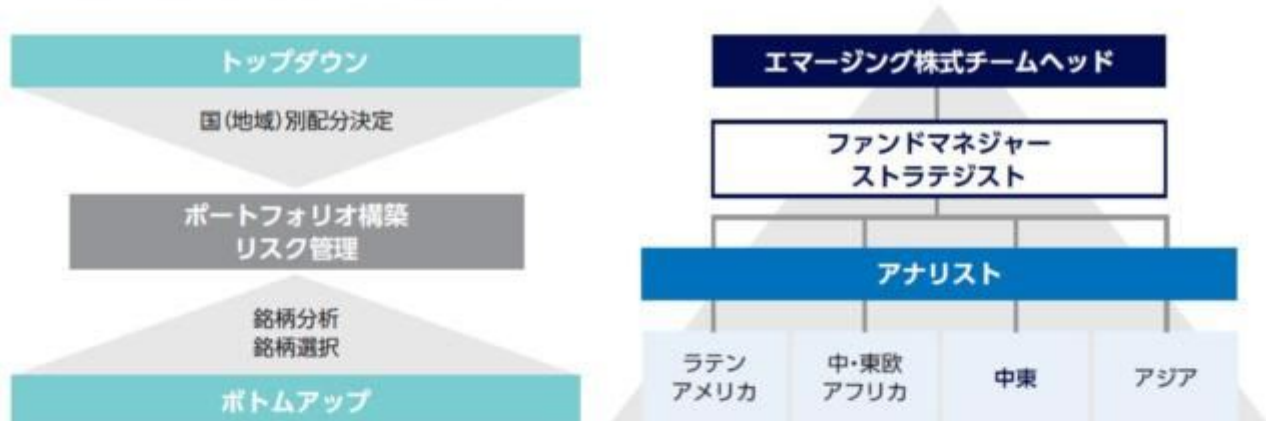 トップダウン
国(地域)別配分決定
ポートフォリオ構築
リスク管理
銘柄分析
銘柄選択
ボトムアップ
エマージング株式チームヘッド
ファンドマネジャー
ストラテジスト
アナリスト
ラテン
アメリカ
中・東欧
アフリカ
中東
アジア